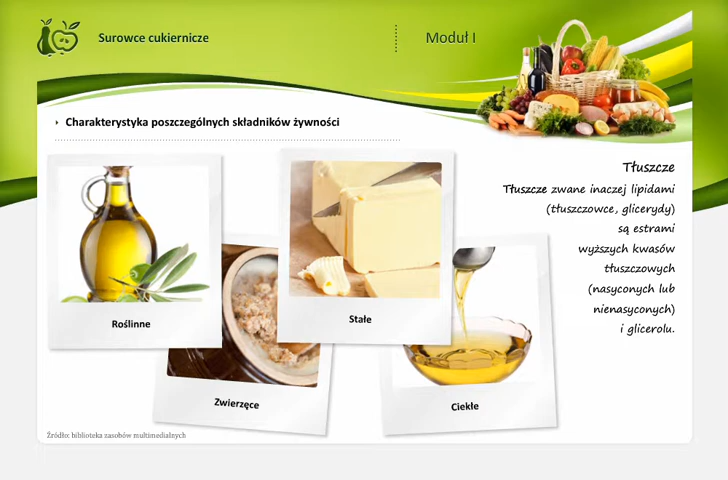 Surowce cukiernicze
Moduł I
Charakterystyka poszczególnych składników żywności
Tłuszcze
Tłuszcze zwane inaczej lipidami
(tłuszczowce, glicerydy)
są estrami
wyższych kwasów
tłuszczowych
(nasyconych lub
nienasyconych)
i glicerolu.
Roślinne
Stałe
Zwierzęce
Ciekłe
Źródło: biblioteka zasobów multimedialnych